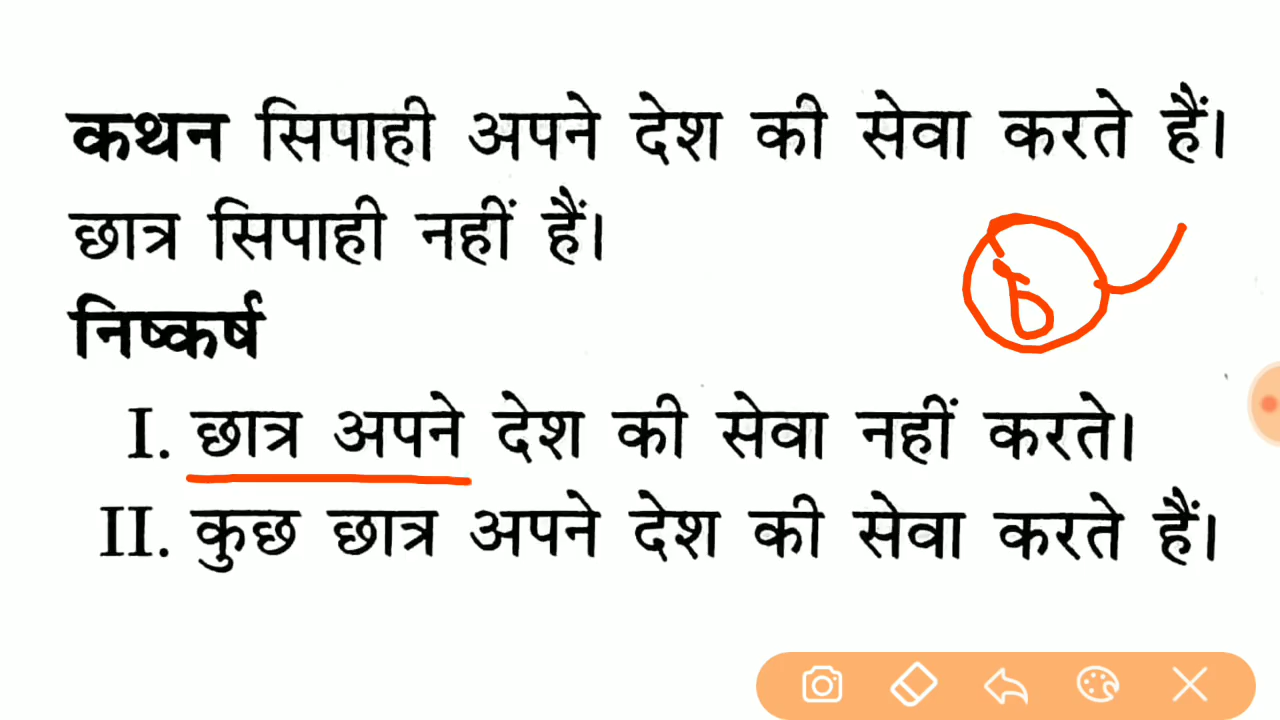 कथन सिपाही अपने देश की सेवा करते हैं।
छात्र सिपाही नहीं हैं।
निष्कर्ष
I. छात्र अपने देश की सेवा नहीं करते।
II. कुछ छात्र अपने देश की सेवा करते हैं।